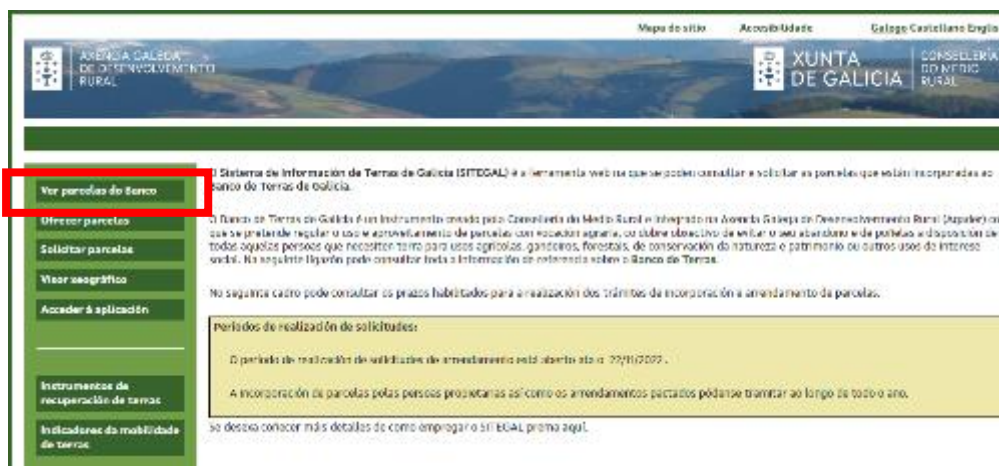 Mapa do sitio Accesibilidade Galego Castellano Englis
AXENCIA GALEGA
DE DESENVOLVEMENTO
RURAL
XUNTA
DE GALICIA
CONSELLERÍA
DO MEDIO
RURAL
Ver parcelas do Banco
Ofrecer parcelas
Solicitar parcelas
Visor xeográfico
Acceder á aplicación
Instrumentos de
recuperación de terras
Indicadores da mobilidade
de terras
O Sistema de Información de Terras de Galicia (SITEGAL) é a ferramenta web na que se poden consultar e solicitar as parcelas que están incorporadas ao
Banco de Terras de Galicia.
O Banco de Terras de Galicia é un instrumento creado pola Consellería do Medio Rural e integrado na Axencia Galega de Desenvolvemento Rural (Agader) co
que se pretende regular o uso e aproveitamento de parcelas con vocación agraria, co dobre obxectivo de evitar o seu abandono e de poñelas a disposición de
todas aquelas persoas que necesiten terra para usos agrícolas, gandeiros, forestais, de conservación da natureza e patrimonio ou outros usos de interese
social. Na seguinte ligazón pode consultar toda a información de referencia sobre o Banco de Terras.
No seguinte cadro pode consultar os prazos habilitados para a realización dos trámites de incorporación e arrendamento de parcelas.
Períodos de realización de solicitudes:
O período de realización de solicitudes de arrendamento está aberto ata o 22/11/2022.
A incorporación de parcelas polas persoas propietarias así como os arrendamentos pactados pódense tramitar ao longo de todo o ano.
Se desexa coñecer máis detalles de como empregar o SITEGAL prema aquí.